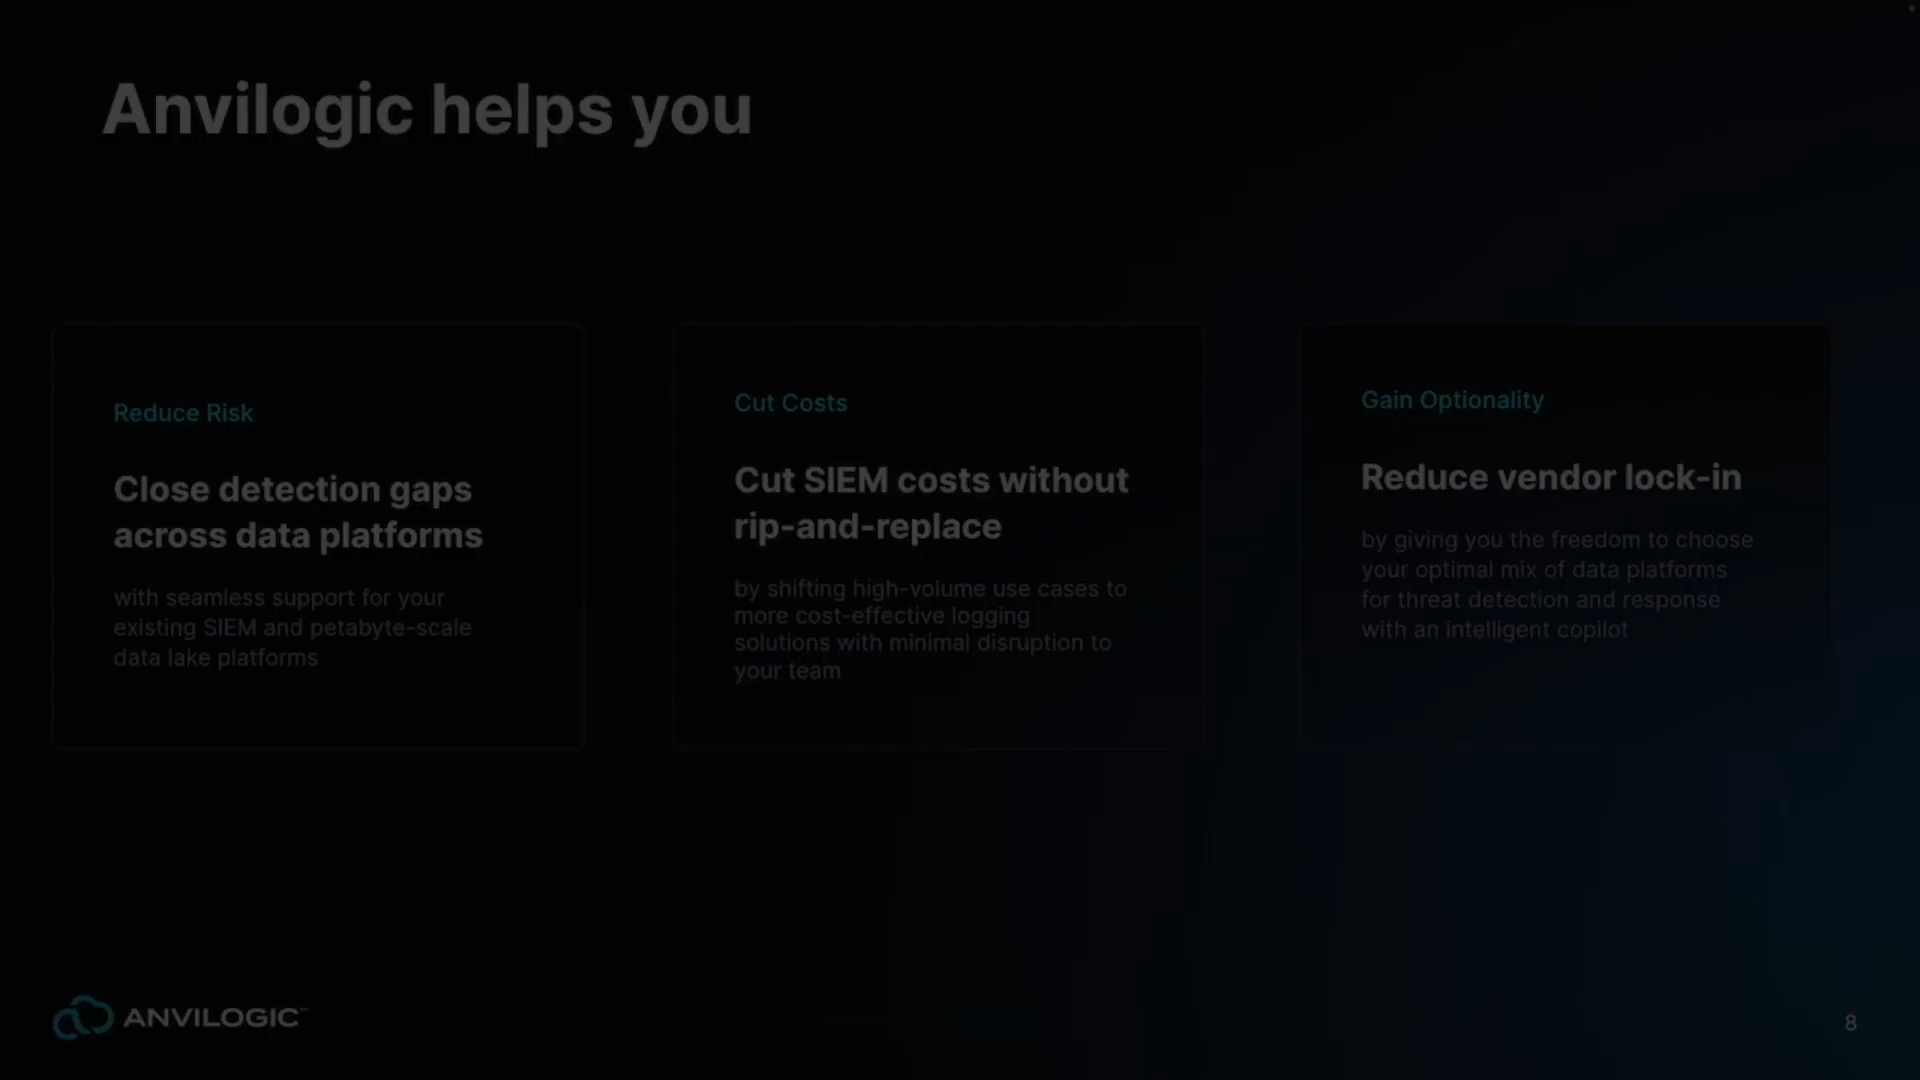 Anvilogic helps you
Reduce Risk
Close detection gaps
across data platforms
with seamless support for your
existing SIEM and petabyte-scale
data lake platforms
Cut Costs
Cut SIEM costs without
rip-and-replace
by shifting high-volume use cases to
more cost-effective logging
solutions with minimal disruption to
your team
Gain Optionality
Reduce vendor lock-in
by giving you the freedom to choose
your optimal mix of data platforms
for threat detection and response
with an intelligent copilot
ANVILOGIC™
8